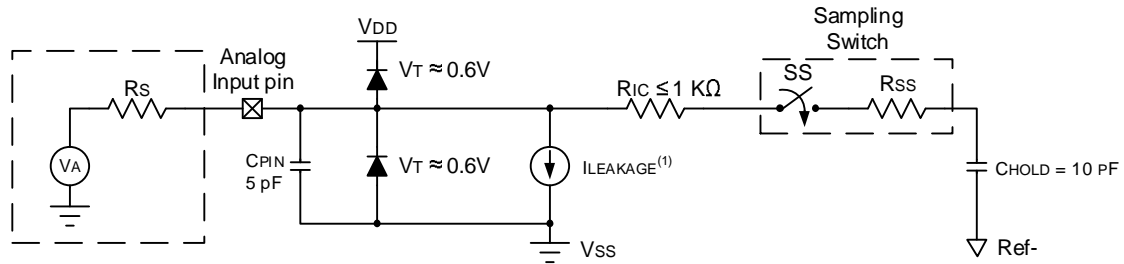 Sampling
Switch
VDD
Analog
Input pin
VT ≈ 0.6V
RS
RIC ≤ 1 KΩ
SS
RSS
VA
CPIN
5 pF
VT ≈ 0.6V
ILEAKAGE(1)
CHOLD = 10 PF
VSS
Ref-